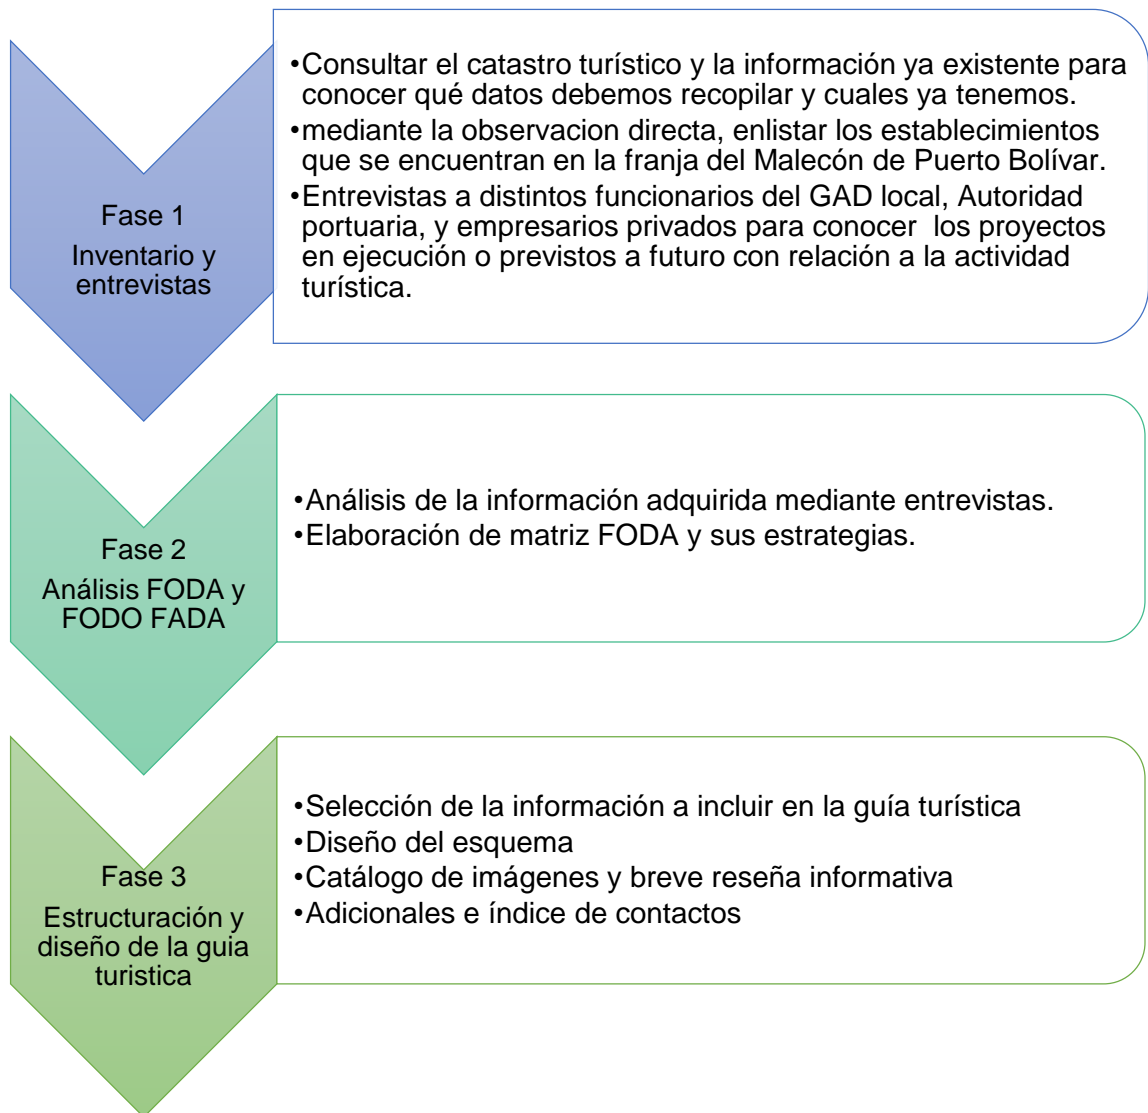 Fase 1
Inventario y
entrevistas
•Consultar el catastro turístico y la información ya existente para
conocer qué datos debemos recopilar y cuales ya tenemos.
•mediante la observacion directa, enlistar los establecimientos
que se encuentran en la franja del Malecón de Puerto Bolívar.
•Entrevistas a distintos funcionarios del GAD local, Autoridad
portuaria, y empresarios privados para conocer  los proyectos
en ejecución o previstos a futuro con relación a la actividad
turística.
Fase 2
Análisis FODA y
FODO FADA
•Análisis de la información adquirida mediante entrevistas.
•Elaboración de matriz FODA y sus estrategias.
Fase 3
Estructuración y
diseño de la guia
turistica
•Selección de la información a incluir en la guía turística
•Diseño del esquema
•Catálogo de imágenes y breve reseña informativa
•Adicionales e índice de contactos